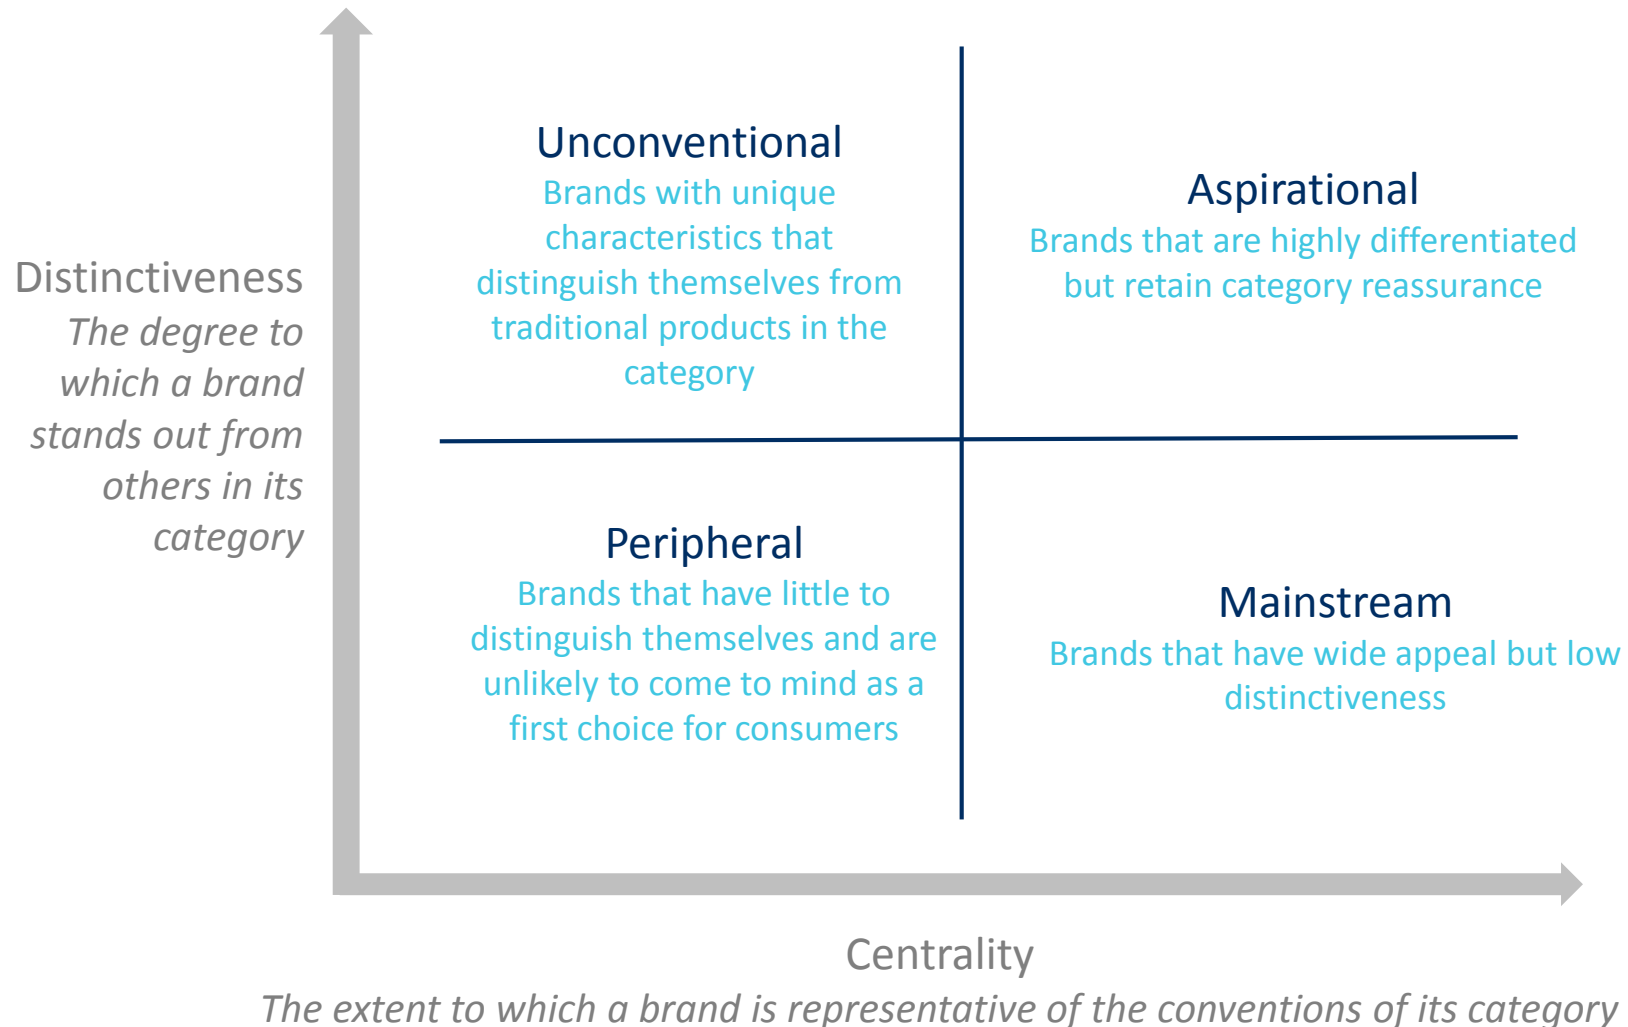 Unconventional
Brands with unique
characteristics that
distinguish themselves from
traditional products in the
category
Aspirational
Brands that are highly differentiated
but retain category reassurance
Distinctiveness
The degree to
which a brand
stands out from
others in its
category
Peripheral
Brands that have little to
distinguish themselves and are
unlikely to come to mind as a
first choice for consumers
Mainstream
Brands that have wide appeal but low
distinctiveness
Centrality
The extent to which a brand is representative of the conventions of its category